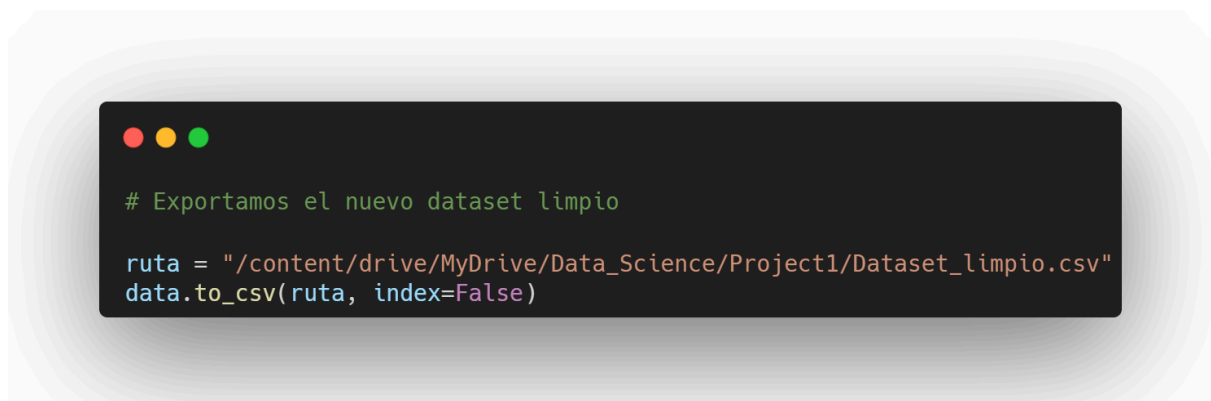 # Exportamos el nuevo dataset limpio
ruta = "/content/drive/MyDrive/Data_Science/Project1/Dataset_limpio.csv"
data.to_csv(ruta, index=False)